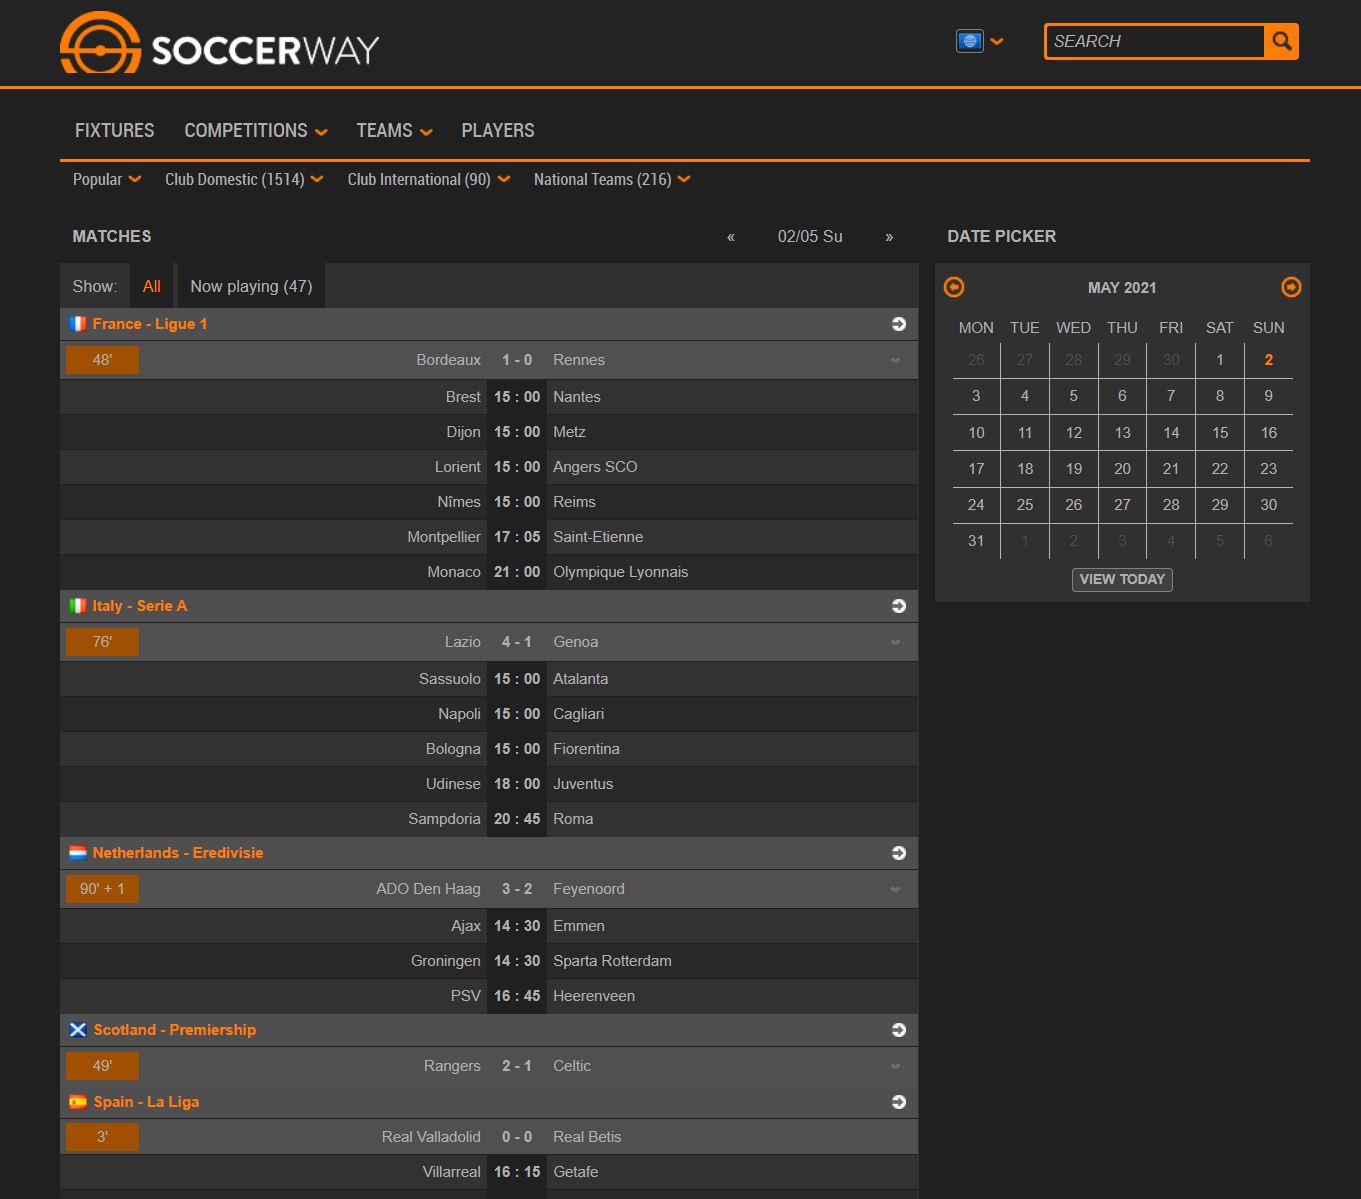 SOCCERWAY
SEARCH
FIXTURES COMPETITIONS TEAMS PLAYERS
Popular Club Domestic (1514) Club International (90) National Teams (216)
MATCHES « 02/05 Su »
Show: All Now playing (47)
France - Ligue 1
48' Bordeaux 1 - 0 Rennes
Brest 15 : 00 Nantes
Dijon 15 : 00 Metz
Lorient 15 : 00 Angers SCO
Nîmes 15 : 00 Reims
Montpellier 17 : 05 Saint-Etienne
Monaco 21 : 00 Olympique Lyonnais
Italy - Serie A
76' Lazio 4 - 1 Genoa
Sassuolo 15 : 00 Atalanta
Napoli 15 : 00 Cagliari
Bologna 15 : 00 Fiorentina
Udinese 18 : 00 Juventus
Sampdoria 20 : 45 Roma
Netherlands - Eredivisie
90' + 1 ADO Den Haag 3 - 2 Feyenoord
Ajax 14 : 30 Emmen
Groningen 14 : 30 Sparta Rotterdam
PSV 16 : 45 Heerenveen
Scotland - Premiership
49' Rangers 2 - 1 Celtic
Spain - La Liga
3' Real Valladolid 0 - 0 Real Betis
Villarreal 16 : 15 Getafe
DATE PICKER
MAY 2021
MON TUE WED THU FRI SAT SUN
26 27 28 29 30 1 2
3 4 5 6 7 8 9
10 11 12 13 14 15 16
17 18 19 20 21 22 23
24 25 26 27 28 29 30
31 1 2 3 4 5 6
VIEW TODAY